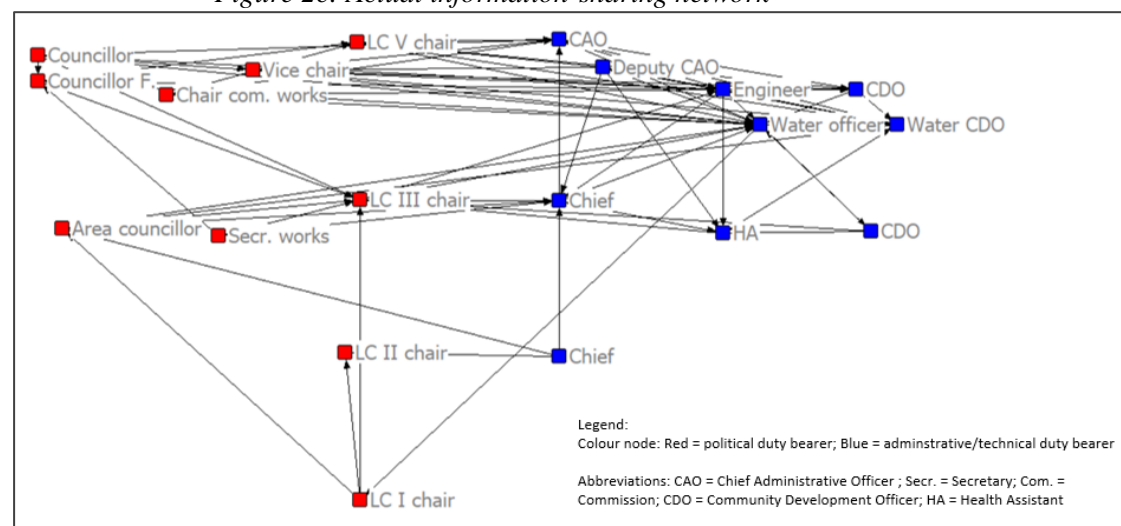 Figure 26: Actual information-sharing network
LC V chair
CAO
Councillor
Vice chair
Deputy CAO
Councillor F.
Chair com. works
Engineer
CDO
Water officer
Water CDO
LC III chair
Chief
Area councillor
Secr. works
HA
CDO
LC II chair
Chief
Legend:
Colour node: Red = political duty bearer; Blue = adminstrative/technical duty bearer
Abbreviations: CAO = Chief Administrative Officer ; Secr. = Secretary; Com. =
Commission; CDO = Community Development Officer; HA = Health Assistant
LC I chair